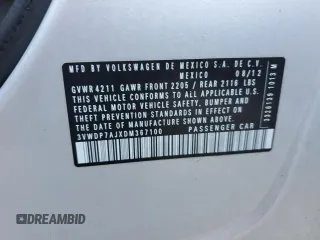 MFD BY VOLKSWAGEN DE MEXICO S.A. DE C.V.
MEXICO 08/12
GVWR 4211 GAWR FRONT 2205 / REAR 2116 LBS
THIS VEHICLE CONFORMS TO ALL APPLICABLE
FEDERAL MOTOR VEHICLE SAFETY, BUMPER AND
THEFT PREVENTION STANDARDS IN EFFECT
ON THE DATE OF MANUFACTURE SHOWN ABOVE
3VWDP7AJXDM367100 PASSENGER CAR